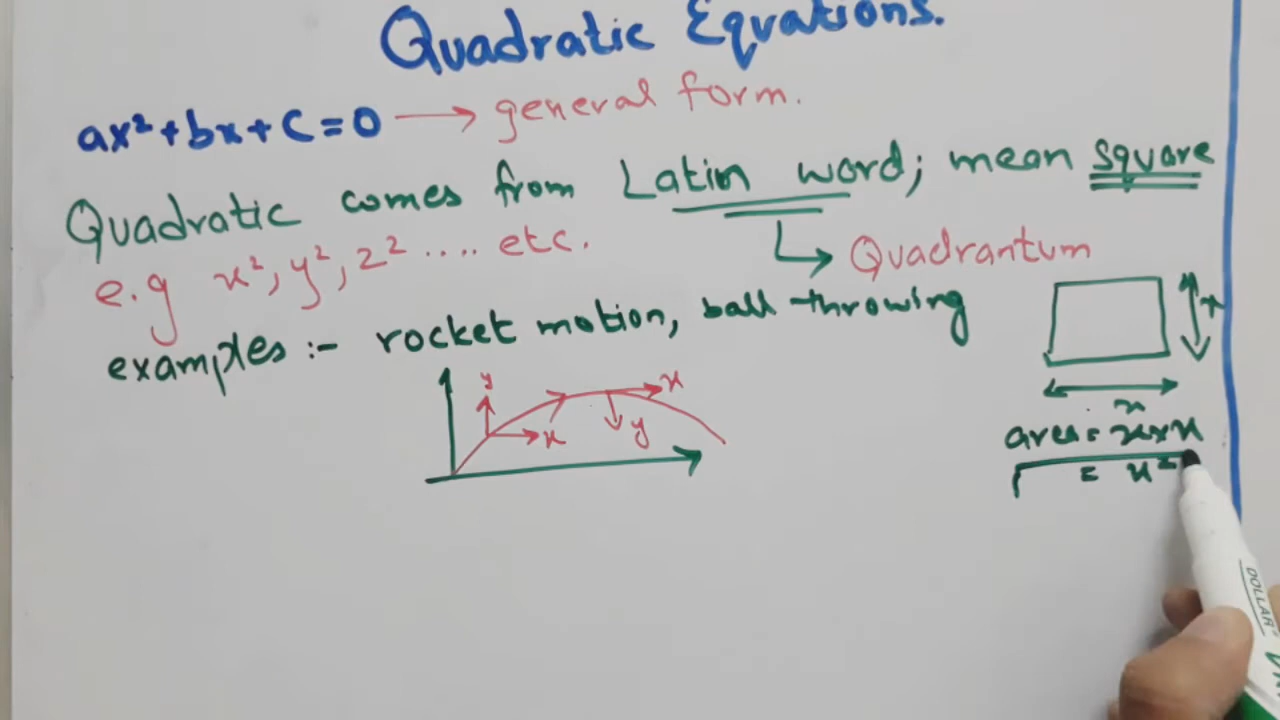 Quadratic Equations.
ax²+bx+c=0 → general form.
Quadratic comes from Latin word; mean square
e.g x², y², z² .... etc.
Quadrantum
examples :- rocket motion, ball throwing
x
y
x
x
y
x
area = x×x
= x²
DOLLAR